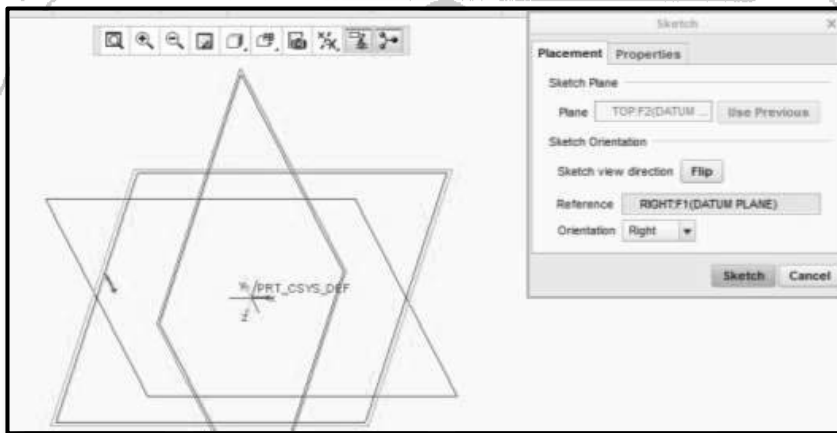 Sketch
Placement Properties
Sketch Plane
Plane TOP:F2(DATUM ... Use Previous
Sketch Orientation
Sketch view direction Flip
Reference RIGHT:F1(DATUM PLANE)
Orientation Right
Sketch Cancel
PRT_CSYS_DEF
Z